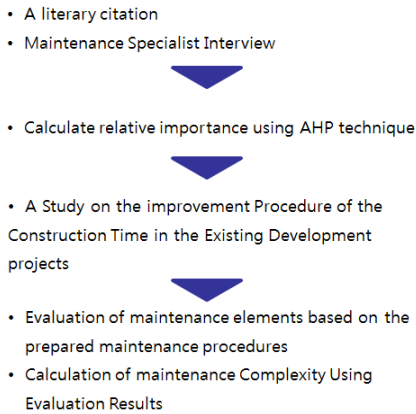 • A literary citation
• Maintenance Specialist Interview
• Calculate relative importance using AHP technique
• A Study on the improvement Procedure of the
Construction Time in the Existing Development
projects
• Evaluation of maintenance elements based on the
prepared maintenance procedures
• Calculation of maintenance Complexity Using
Evaluation Results